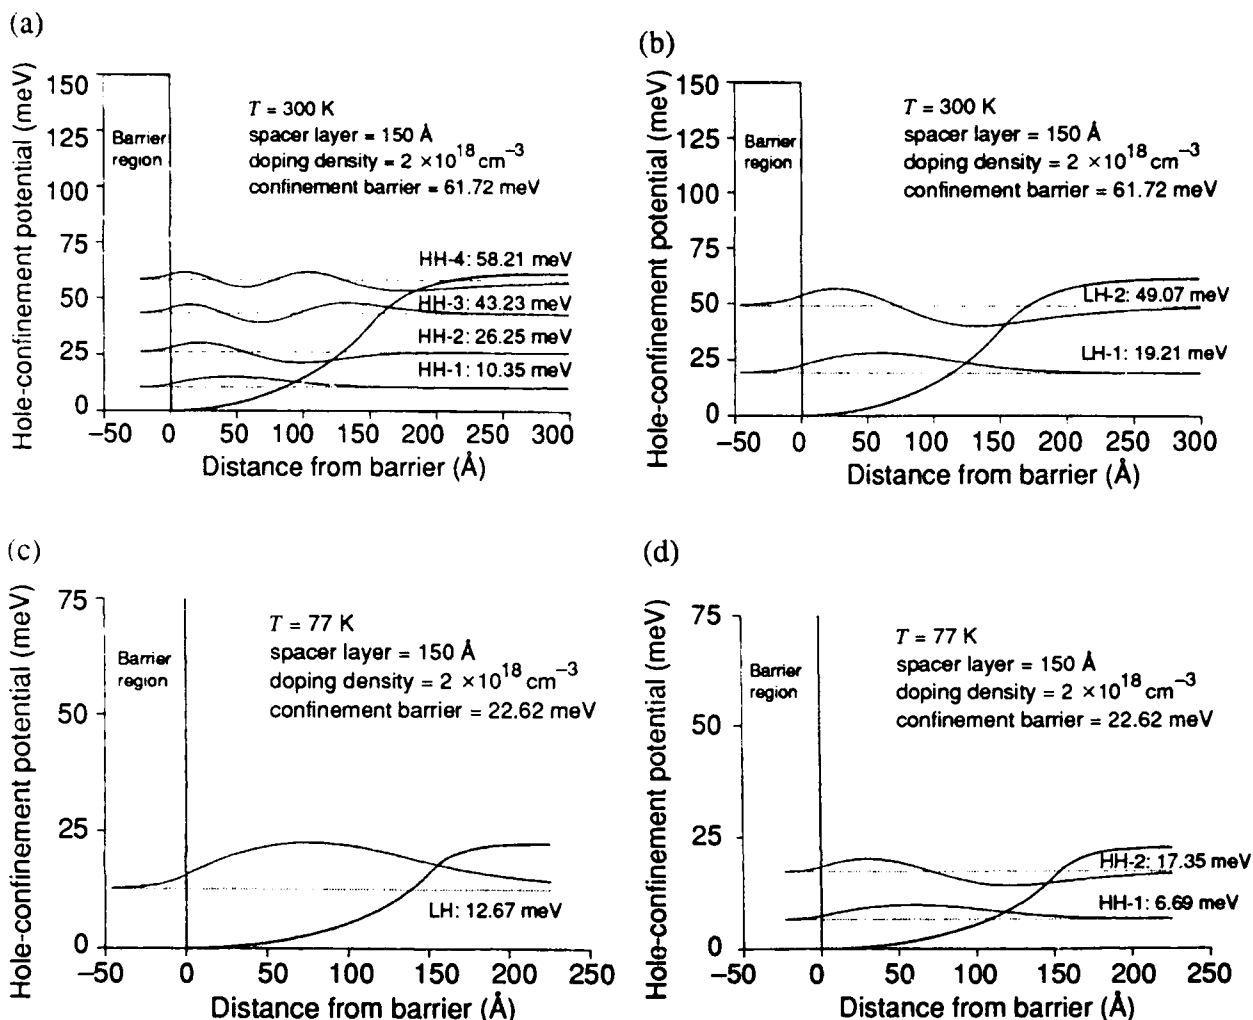 (a)
Hole-confinement potential (meV)
150
125
100
75
50
25
0
Barrier
region
T = 300 K
spacer layer = 150 Å
doping density = 2 ×10^18 cm^−3
confinement barrier = 61.72 meV
HH-4: 58.21 meV
HH-3: 43.23 meV
HH-2: 26.25 meV
HH-1: 10.35 meV
−50 0 50 100 150 200 250 300
Distance from barrier (Å)
(b)
Hole-confinement potential (meV)
150
125
100
75
50
25
0
Barrier
region
T = 300 K
spacer layer = 150 Å
doping density = 2 ×10^18 cm^−3
confinement barrier = 61.72 meV
LH-2: 49.07 meV
LH-1: 19.21 meV
−50 0 50 100 150 200 250 300
Distance from barrier (Å)
(c)
Hole-confinement potential (meV)
75
50
25
0
Barrier
region
T = 77 K
spacer layer = 150 Å
doping density = 2 ×10^18 cm^−3
confinement barrier = 22.62 meV
LH: 12.67 meV
−50 0 50 100 150 200 250
Distance from barrier (Å)
(d)
Hole-confinement potential (meV)
75
50
25
0
Barrier
region
T = 77 K
spacer layer = 150 Å
doping density = 2 ×10^18 cm^−3
confinement barrier = 22.62 meV
HH-2: 17.35 meV
HH-1: 6.69 meV
−50 0 50 100 150 200 250
Distance from barrier (Å)